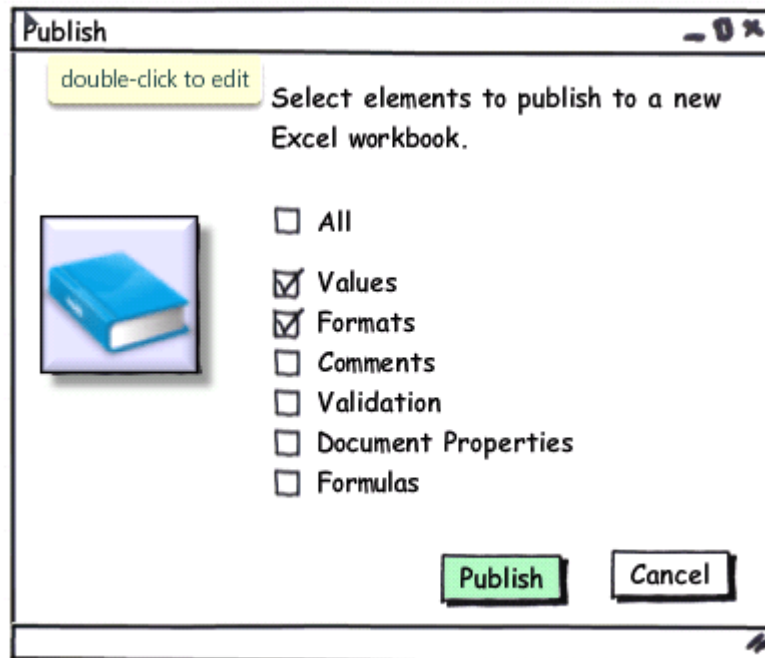 Publish
double-click to edit
Select elements to publish to a new
Excel workbook.
All
Values
Formats
Comments
Validation
Document Properties
Formulas
Publish
Cancel